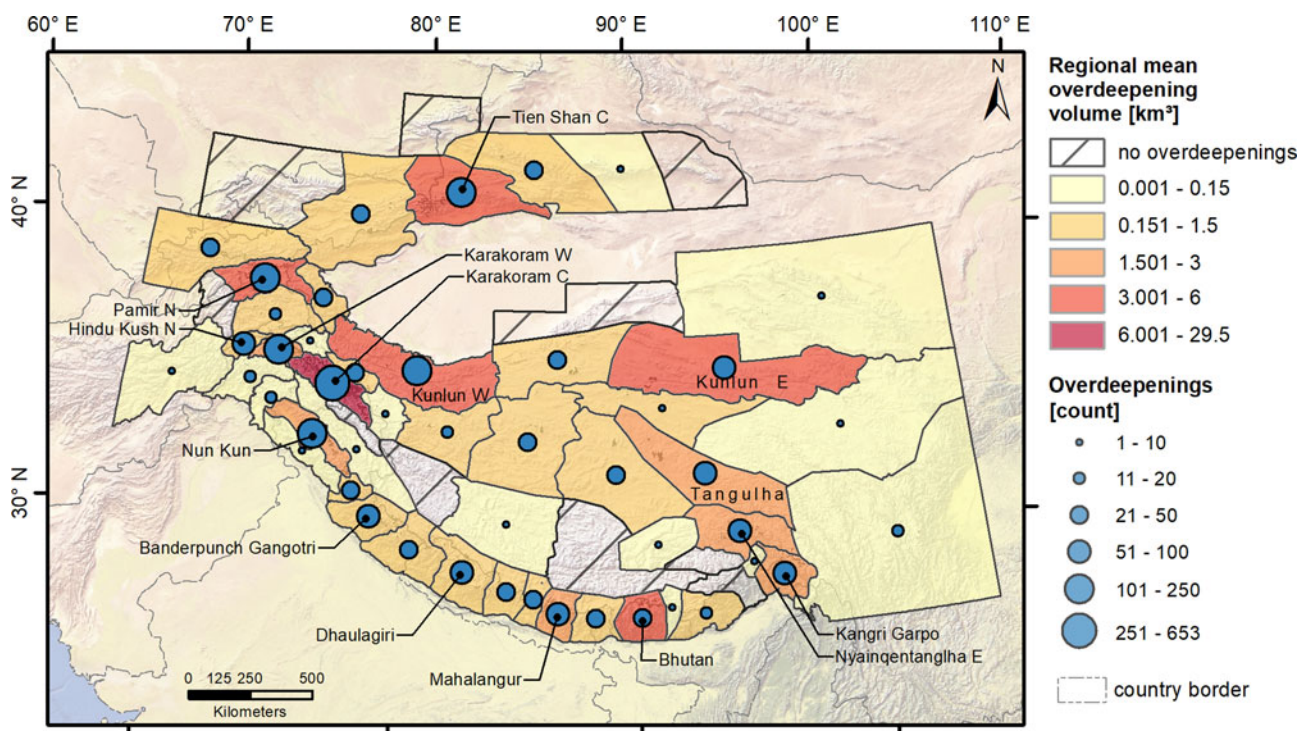 60° E 70° E 80° E 90° E 100° E 110° E
N
40° N
30° N
Tien Shan C
Karakoram W
Karakoram C
Pamir N
Hindu Kush N
Kunlun W
Kunlun E
Nun Kun
Tangulha
Banderpunch Gangotri
Dhaulagiri
Mahalangur
Bhutan
Kangri Garpo
Nyainqentanglha E
0 125 250 500
Kilometers
Regional mean
overdeepening
volume [km³]
no overdeepenings
0.001 - 0.15
0.151 - 1.5
1.501 - 3
3.001 - 6
6.001 - 29.5
Overdeepenings
[count]
1 - 10
11 - 20
21 - 50
51 - 100
101 - 250
251 - 653
country border